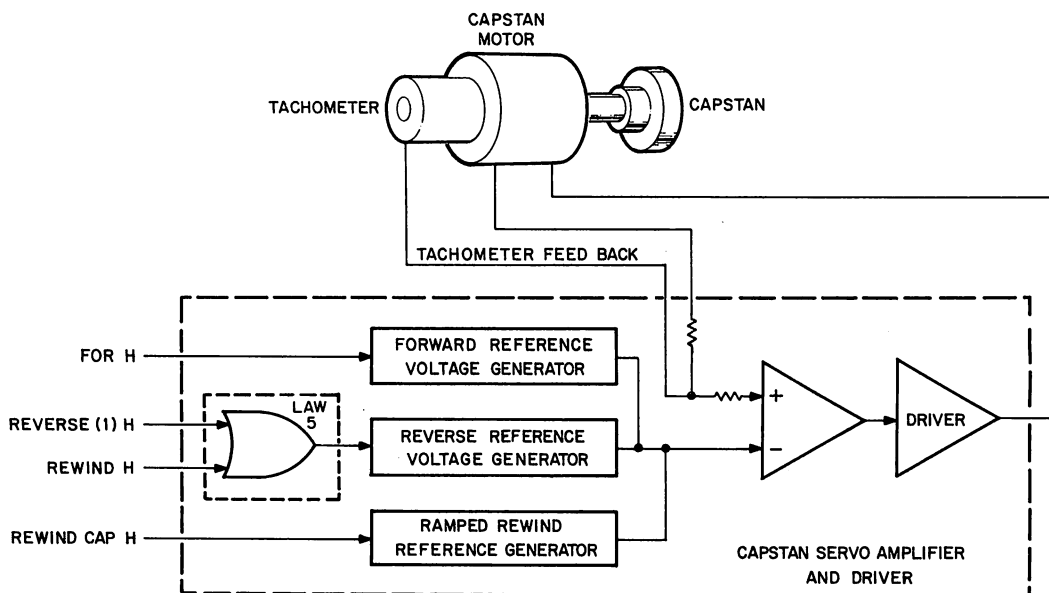 CAPSTAN
MOTOR
TACHOMETER
CAPSTAN
TACHOMETER FEED BACK
FOR H
FORWARD REFERENCE
VOLTAGE GENERATOR
LAW
5
REVERSE (1) H
REWIND H
REVERSE REFERENCE
VOLTAGE GENERATOR
+
-
DRIVER
REWIND CAP H
RAMPED REWIND
REFERENCE GENERATOR
CAPSTAN SERVO AMPLIFIER
AND DRIVER